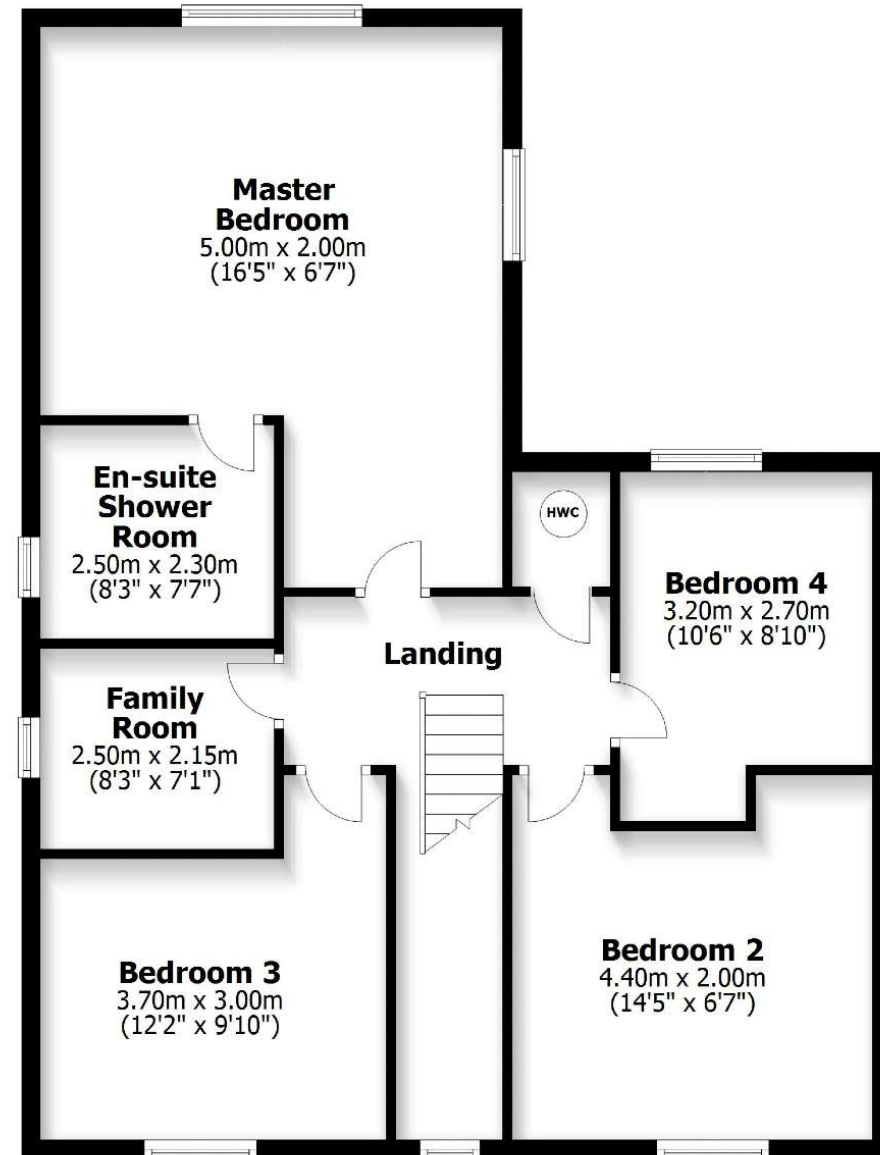 Master
Bedroom
5.00m x 2.00m
(16'5" x 6'7")
En-suite
Shower
Room
2.50m x 2.30m
(8'3" x 7'7")
HWC
Bedroom 4
3.20m x 2.70m
(10'6" x 8'10")
Landing
Family
Room
2.50m x 2.15m
(8'3" x 7'1")
Bedroom 3
3.70m x 3.00m
(12'2" x 9'10")
Bedroom 2
4.40m x 2.00m
(14'5" x 6'7")